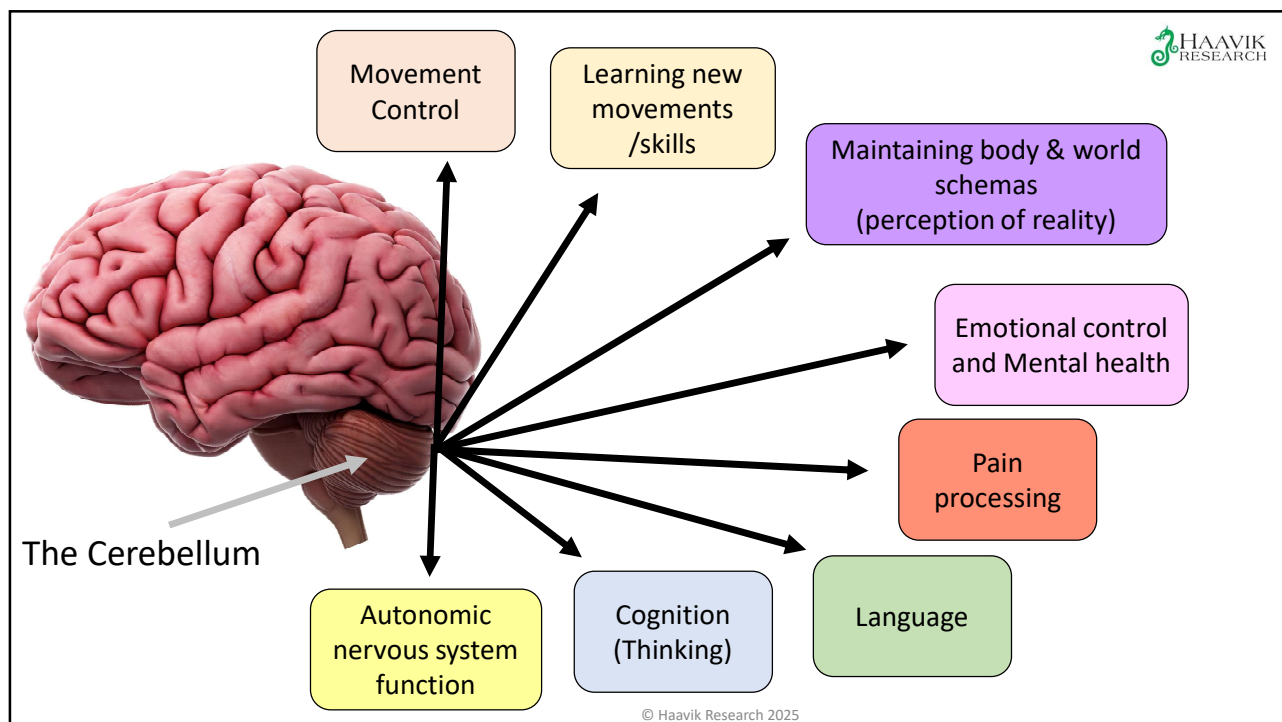 HAAVIK
RESEARCH
Movement
Control
Learning new
movements
/skills
Maintaining body & world
schemas
(perception of reality)
Emotional control
and Mental health
Pain
processing
Language
Cognition
(Thinking)
Autonomic
nervous system
function
The Cerebellum
© Haavik Research 2025